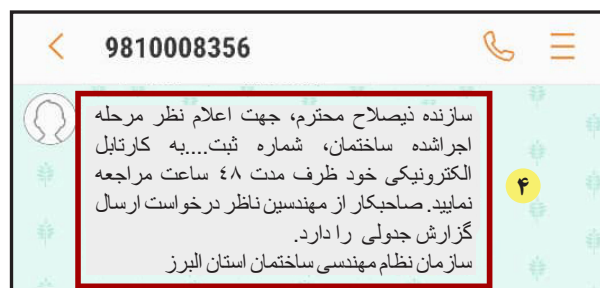 9810008356
سازنده ذیصلاح محترم، جهت اعلام نظر مرحله
اجراشده ساختمان، شماره ثبت....به کارتابل
الکترونیکی خود ظرف مدت ٤٨ ساعت مراجعه
نمایید. صاحبکار از مهندسین ناظر درخواست ارسال
گزارش جدولی را دارد.
سازمان نظام مهندسی ساختمان استان البرز
۴